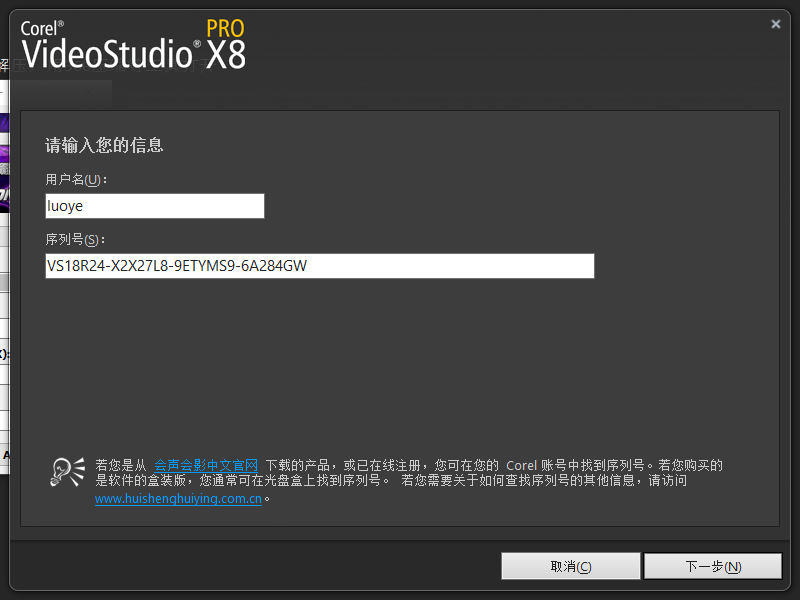 Corel®
VideoStudio® PRO X8
请输入您的信息
用户名(U)：
luoye
序列号(S)：
VS18R24-X2X27L8-9ETYMS9-6A284GW
若您是从 会声会影中文官网 下载的产品，或已在线注册，您可在您的 Corel 账号中找到序列号。若您购买的
是软件的盒装版，您通常可在光盘盒上找到序列号。 若您需要关于如何查找序列号的其他信息，请访问
www.huishenghuiying.com.cn。
取消(C)
下一步(N)